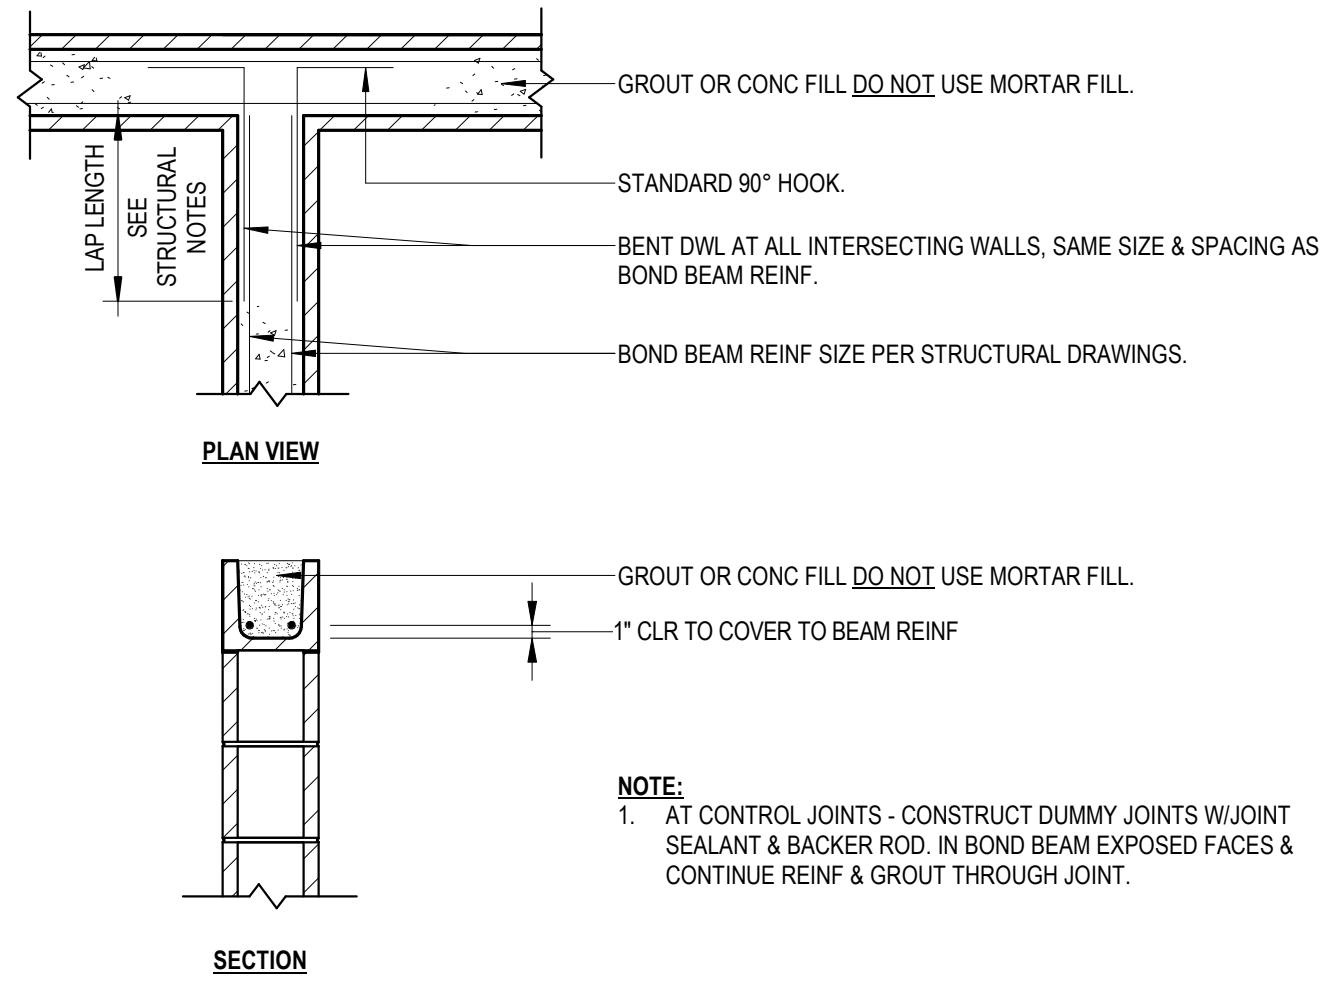 GROUT OR CONC FILL DO NOT USE MORTAR FILL.
STANDARD 90° HOOK.
LAP LENGTH
SEE
STRUCTURAL
NOTES
BENT DWL AT ALL INTERSECTING WALLS, SAME SIZE & SPACING AS
BOND BEAM REINF.
BOND BEAM REINF SIZE PER STRUCTURAL DRAWINGS.
PLAN VIEW
GROUT OR CONC FILL DO NOT USE MORTAR FILL.
1" CLR TO COVER TO BEAM REINF
NOTE:
1. AT CONTROL JOINTS - CONSTRUCT DUMMY JOINTS W/JOINT
SEALANT & BACKER ROD. IN BOND BEAM EXPOSED FACES &
CONTINUE REINF & GROUT THROUGH JOINT.
SECTION